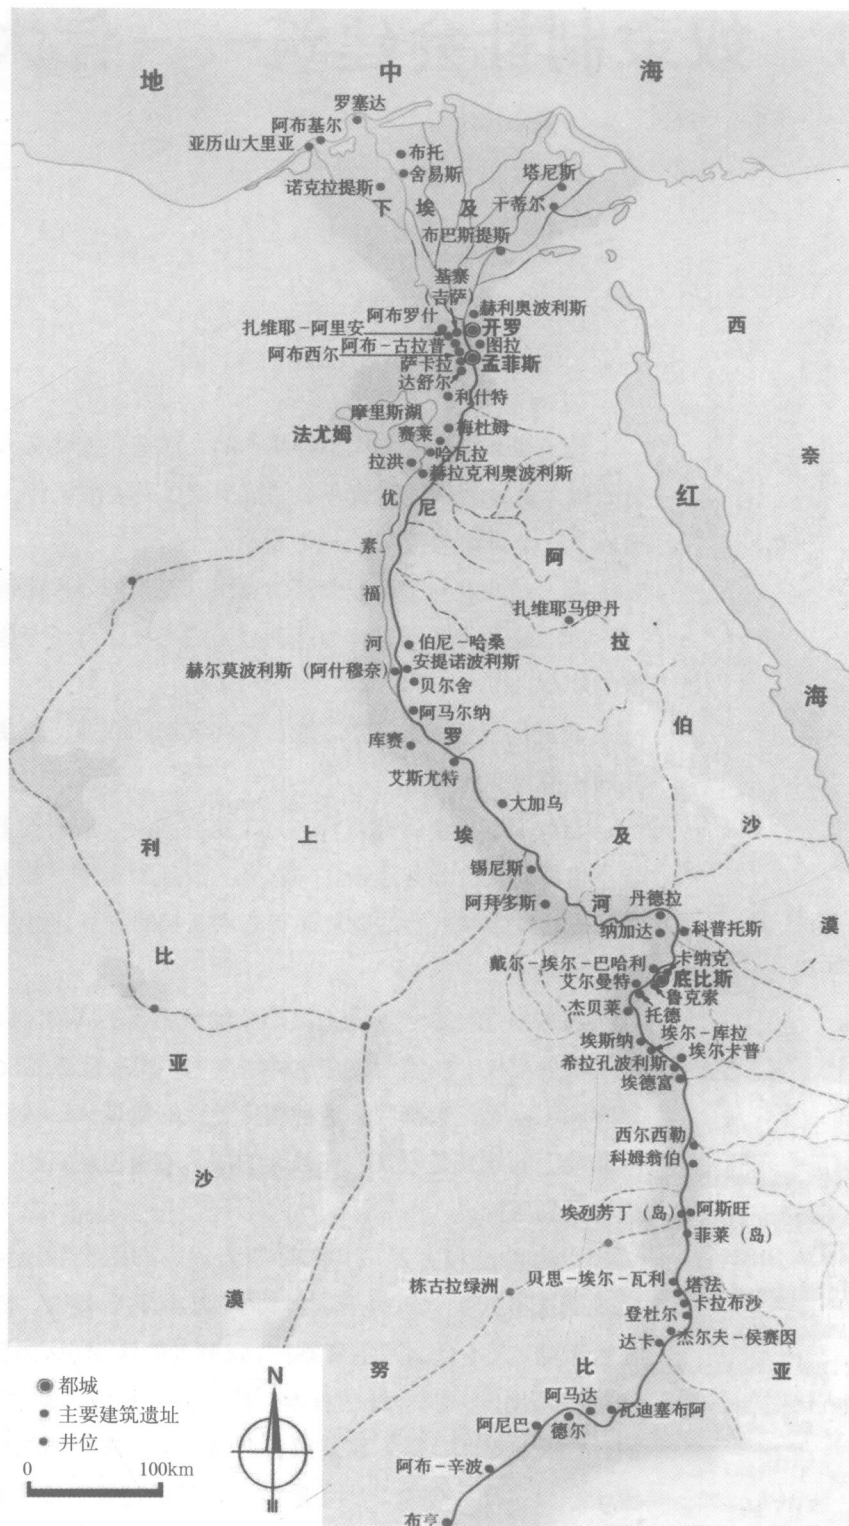 地 中 海
罗塞达
阿布基尔
亚历山大里亚
布托
舍易斯
塔尼斯
诺克拉提斯
干蒂尔
下 埃 及
布巴斯提斯
基寨
(吉萨)
赫利奥波利斯
阿布罗什
开罗
扎维耶-阿里安
西
阿布-古拉普
图拉
阿布西尔
孟菲斯
萨卡拉
达舒尔
利什特
摩里斯湖
梅杜姆
法尤姆
赛莱
哈瓦拉
奈
拉洪
赫拉克利奥波利斯
红
优
尼
素
阿
福
扎维耶马伊丹
河
伯尼-哈桑
拉
安提诺波利斯
赫尔莫波利斯(阿什穆奈)
贝尔舍
海
阿马尔纳
伯
库赛
罗
艾斯尤特
大加乌
利
上 埃 及
沙
锡尼斯
丹德拉
阿拜多斯
河
漠
纳加达
科普托斯
比
戴尔-埃尔-巴哈利
卡纳克
艾尔曼特
底比斯
鲁克索
杰贝莱
托德
埃斯纳
埃尔-库拉
亚
希拉孔波利斯
埃尔卡普
埃德富
西尔西勒
科姆翁伯
沙
埃列芳丁(岛)
阿斯旺
菲莱(岛)
栋古拉绿洲
贝思-埃尔-瓦利
塔法
漠
卡拉布沙
登杜尔
达卡
杰尔夫-侯赛因
努 比 亚
阿马达
瓦迪塞布阿
阿尼巴
德尔
阿布-辛波
布亨
都城
主要建筑遗址
井位
0 100km
N